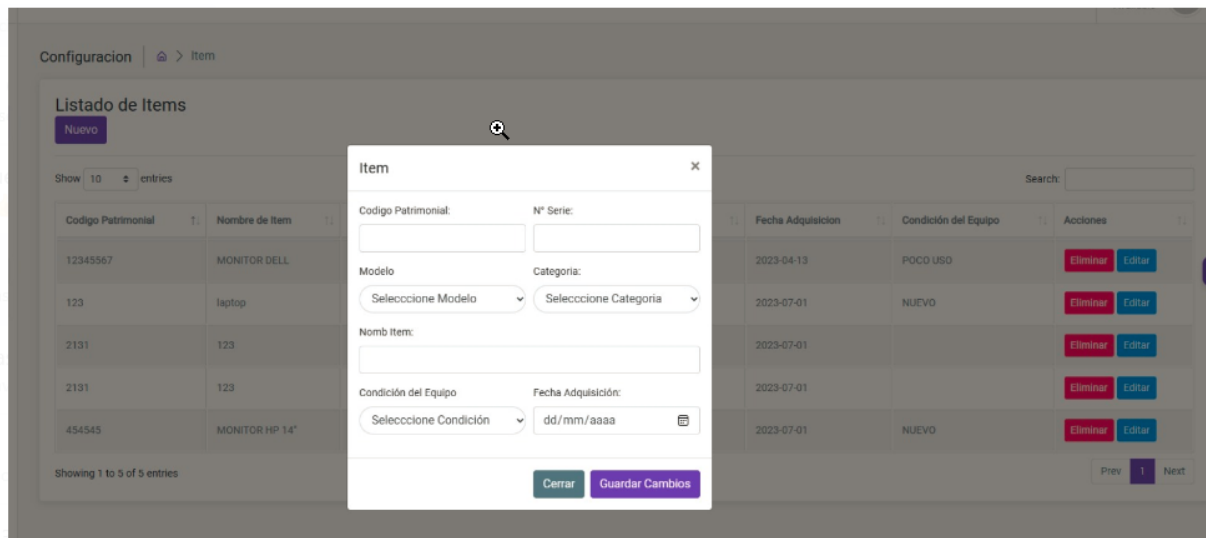 Configuracion > Item
Listado de Items
Nuevo
Show 10 entries
Search:
Codigo Patrimonial Nombre de Item Fecha Adquisicion Condición del Equipo Acciones
12345567 MONITOR DELL 2023-04-13 POCO USO Eliminar Editar
123 laptop 2023-07-01 NUEVO Eliminar Editar
2131 123 2023-07-01 Eliminar Editar
2131 123 2023-07-01 Eliminar Editar
454545 MONITOR HP 14" 2023-07-01 NUEVO Eliminar Editar
Showing 1 to 5 of 5 entries
Prev 1 Next
Item ×
Codigo Patrimonial: N° Serie:
Modelo Categoria:
Selecccione Modelo Selecccione Categoria
Nomb Item:
Condición del Equipo Fecha Adquisición:
Selecccione Condición dd/mm/aaaa
Cerrar Guardar Cambios